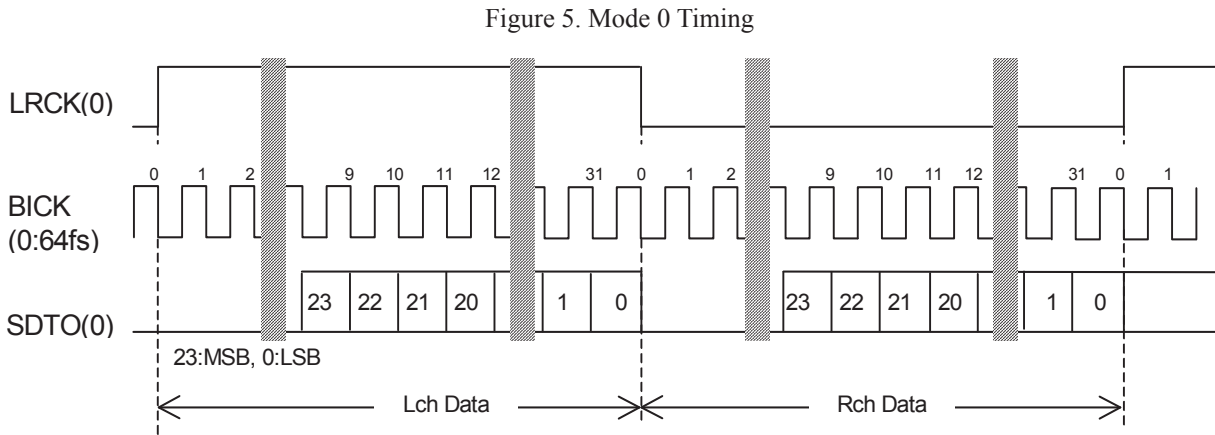 Figure 5. Mode 0 Timing
LRCK(0)
0 1 2 9 10 11 12 31 0 1 2 9 10 11 12 31 0 1
BICK
(0:64fs)
23 22 21 20 1 0 23 22 21 20 1 0
SDTO(0)
23:MSB, 0:LSB
Lch Data Rch Data